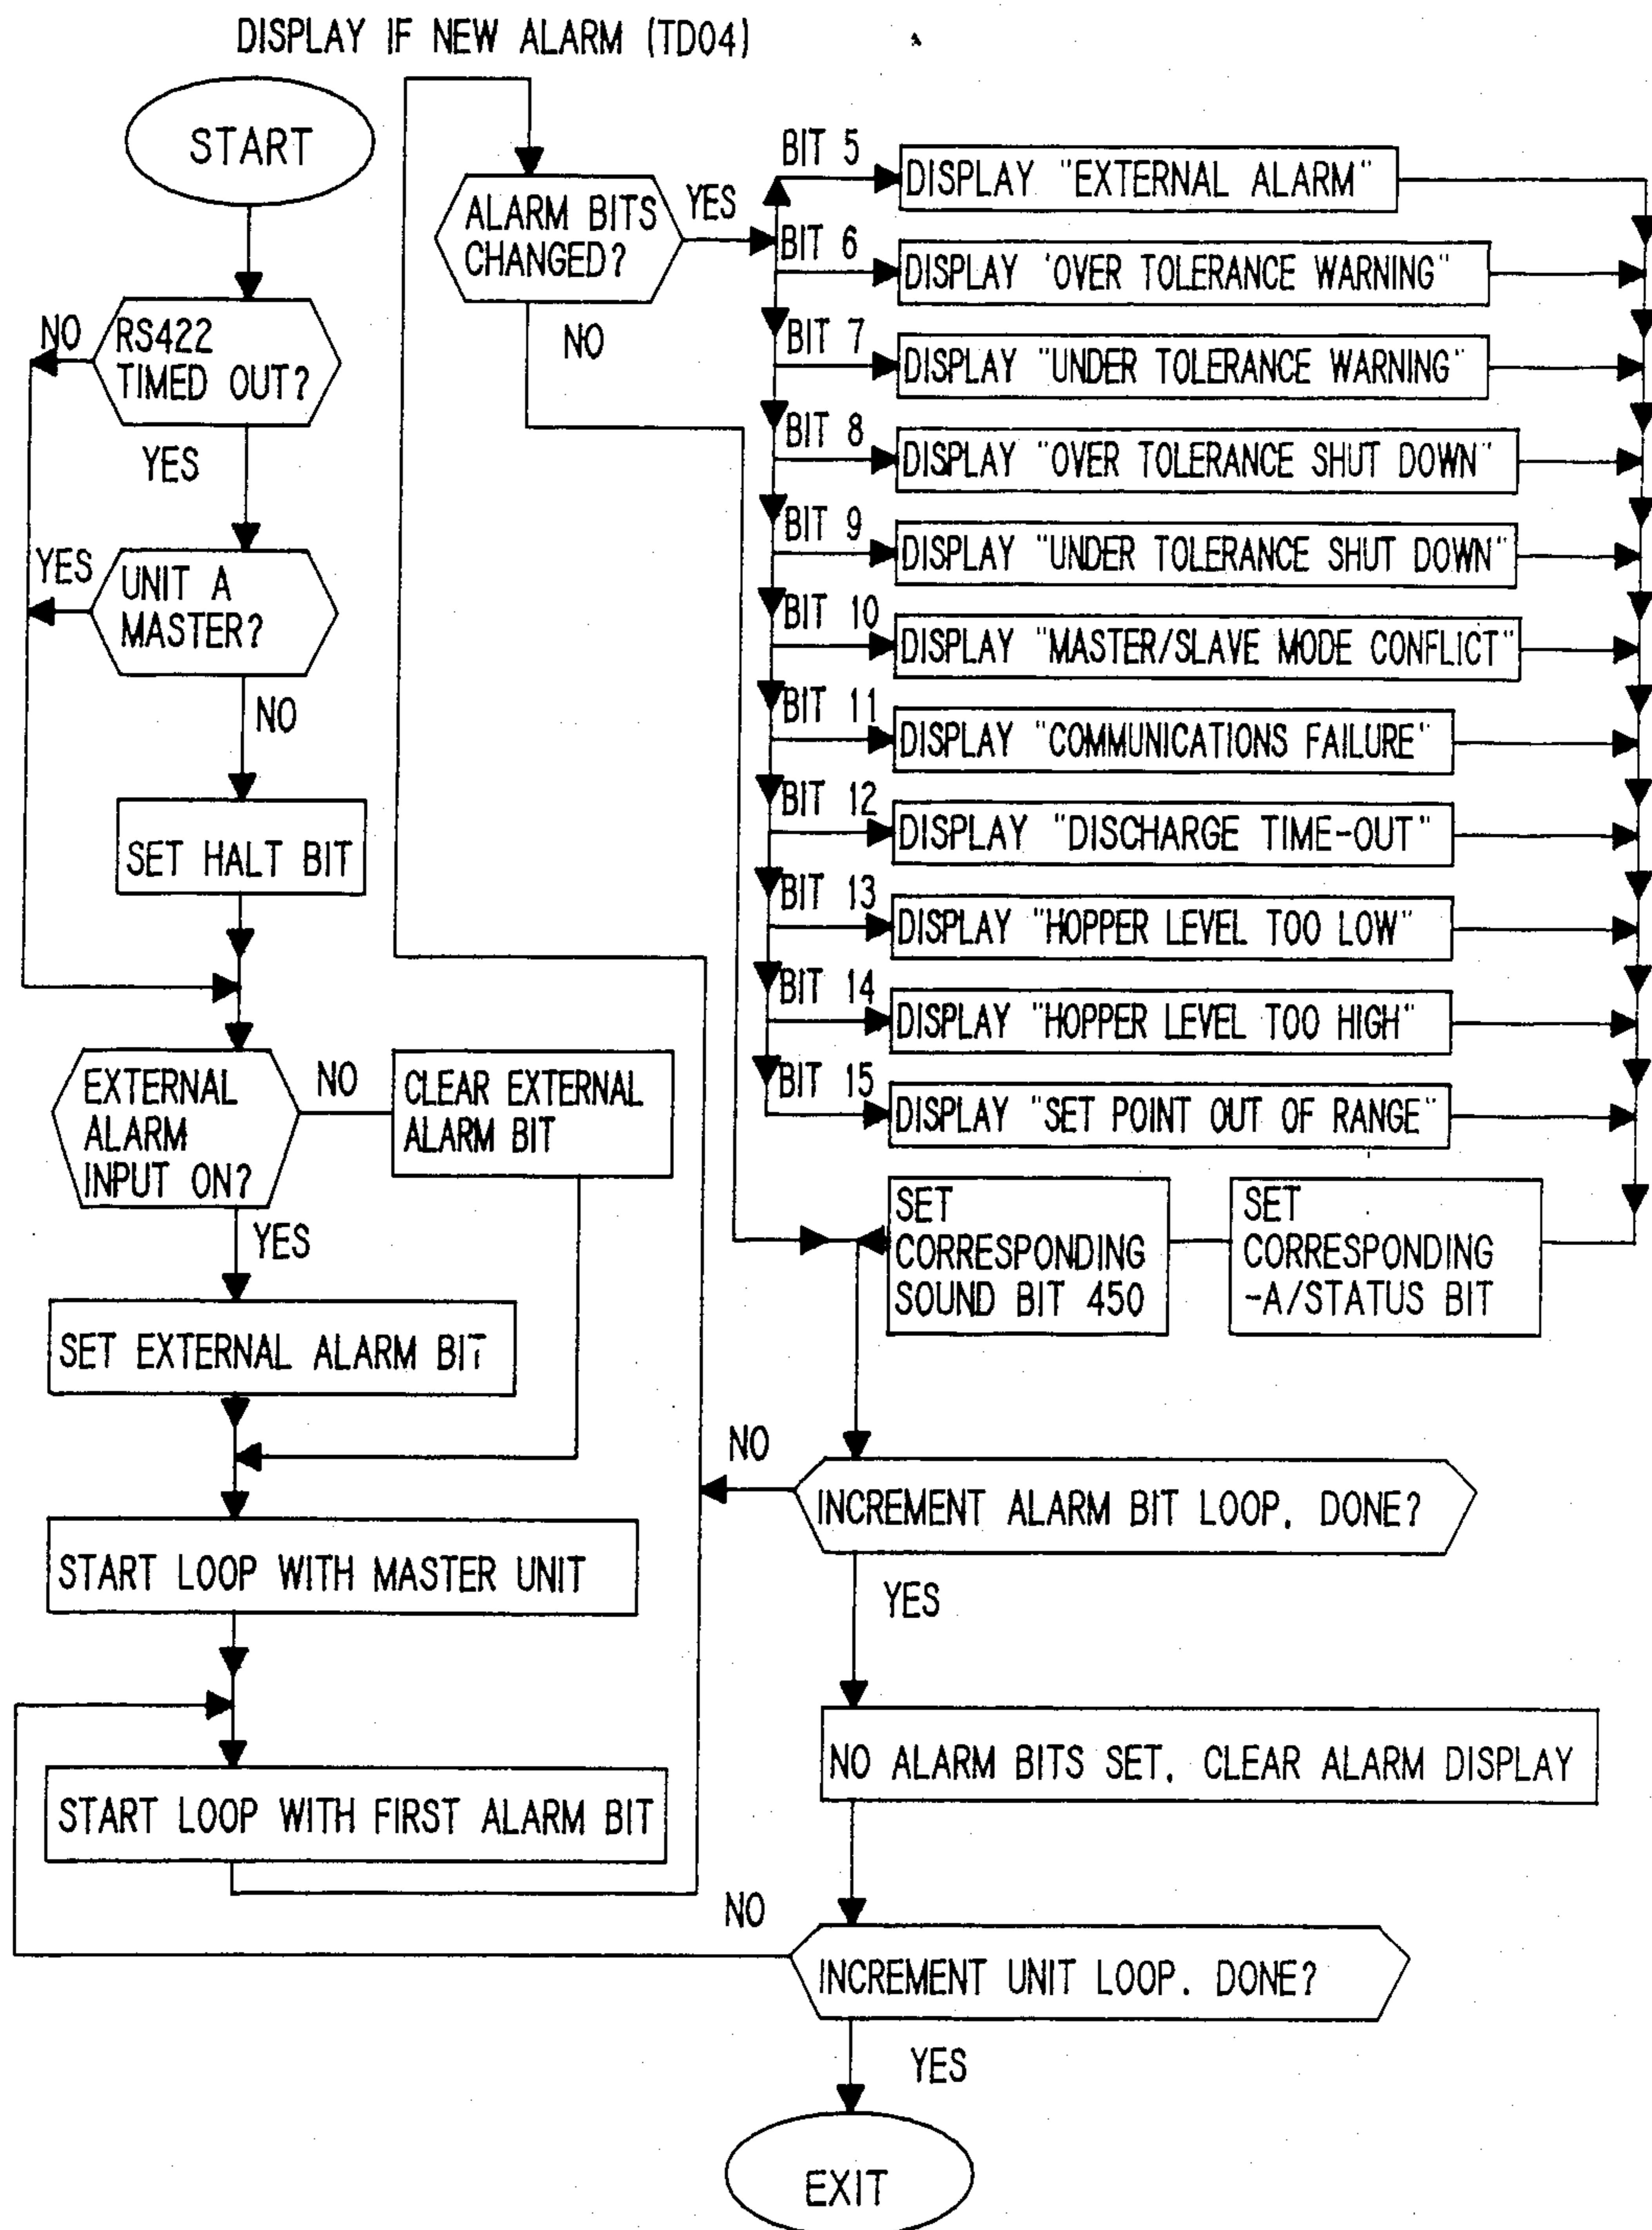 DISPLAY IF NEW ALARM (TD04)
START
RS422
TIMED OUT?
NO
YES
UNIT A
MASTER?
YES
NO
SET HALT BIT
EXTERNAL
ALARM
INPUT ON?
NO
CLEAR EXTERNAL
ALARM BIT
YES
SET EXTERNAL ALARM BIT
START LOOP WITH MASTER UNIT
START LOOP WITH FIRST ALARM BIT
ALARM BITS
CHANGED?
YES
NO
BIT 5
DISPLAY "EXTERNAL ALARM"
BIT 6
DISPLAY 'OVER TOLERANCE WARNING"
BIT 7
DISPLAY "UNDER TOLERANCE WARNING"
BIT 8
DISPLAY "OVER TOLERANCE SHUT DOWN"
BIT 9
DISPLAY "UNDER TOLERANCE SHUT DOWN"
BIT 10
DISPLAY "MASTER/SLAVE MODE CONFLICT"
BIT 11
DISPLAY "COMMUNICATIONS FAILURE"
BIT 12
DISPLAY "DISCHARGE TIME-OUT"
BIT 13
DISPLAY "HOPPER LEVEL TOO LOW"
BIT 14
DISPLAY "HOPPER LEVEL TOO HIGH"
BIT 15
DISPLAY "SET POINT OUT OF RANGE"
SET
CORRESPONDING
-A/STATUS BIT
SET
CORRESPONDING
SOUND BIT 450
INCREMENT ALARM BIT LOOP. DONE?
NO
YES
NO ALARM BITS SET. CLEAR ALARM DISPLAY
INCREMENT UNIT LOOP. DONE?
NO
YES
EXIT